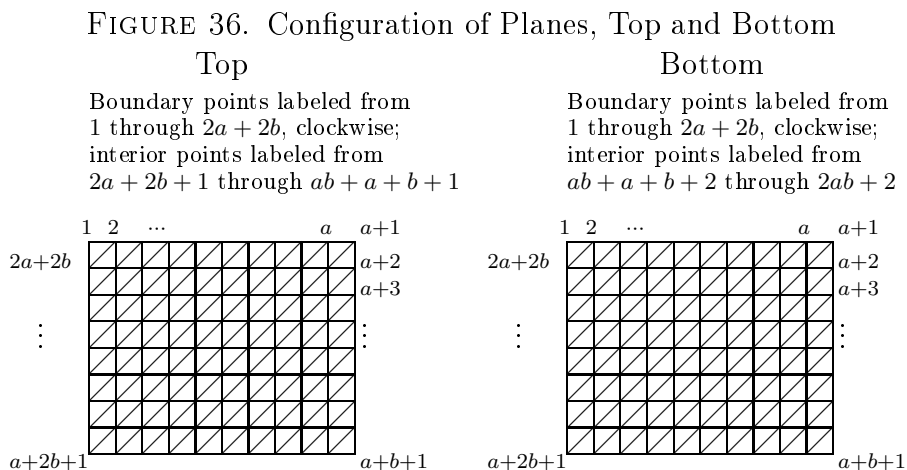 FIGURE 36. Configuration of Planes, Top and Bottom
Top
Boundary points labeled from
1 through 2a + 2b, clockwise;
interior points labeled from
2a + 2b + 1 through ab + a + b + 1
1 2 ... a a+1
2a+2b a+2
a+3
⋮ ⋮
a+2b+1 a+b+1
Bottom
Boundary points labeled from
1 through 2a + 2b, clockwise;
interior points labeled from
ab + a + b + 2 through 2ab + 2
1 2 ... a a+1
2a+2b a+2
a+3
⋮ ⋮
a+2b+1 a+b+1